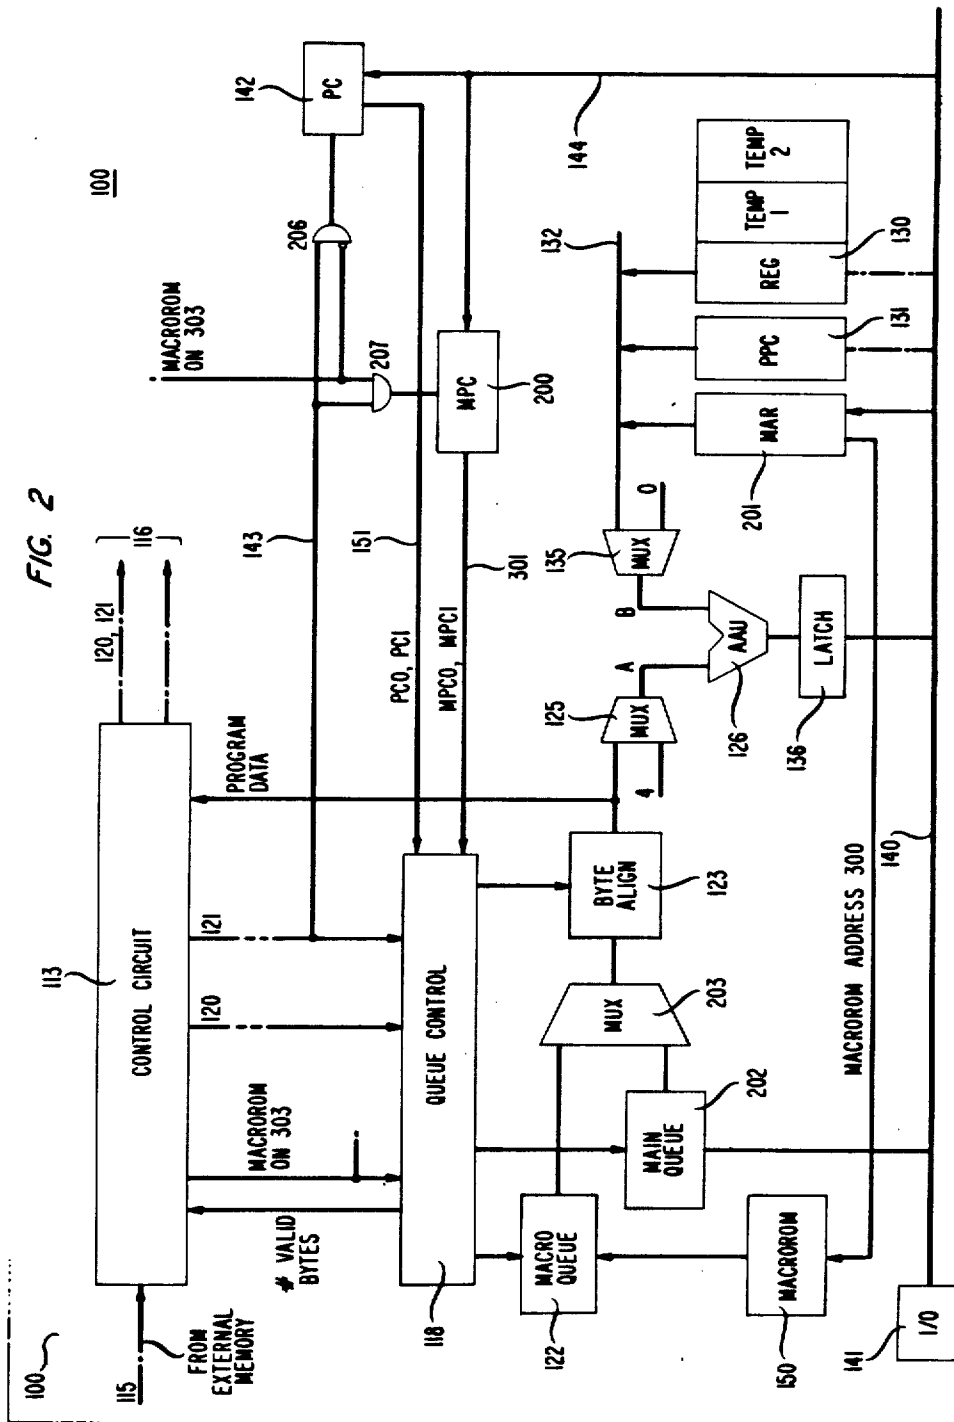 FIG. 2
100
100
115
FROM
EXTERNAL
MEMORY
113
CONTROL CIRCUIT
120, 121
116
# VALID
BYTES
MACROROM
ON 303
120
121
PROGRAM
DATA
143
MACROROM
ON 303
206
207
142
PC
118
QUEUE CONTROL
PC0, PC1
151
MPC0, MPC1
301
MPC
200
144
122
MACRO
QUEUE
MAIN
QUEUE
202
MUX
203
BYTE
ALIGN
123
4
125
MUX
A
B
135
MUX
0
132
150
MACROROM
MACROROM ADDRESS 300
136
LATCH
126
AAU
201
MAR
PPC
131
REG
130
TEMP
1
TEMP
2
141
I/O
140